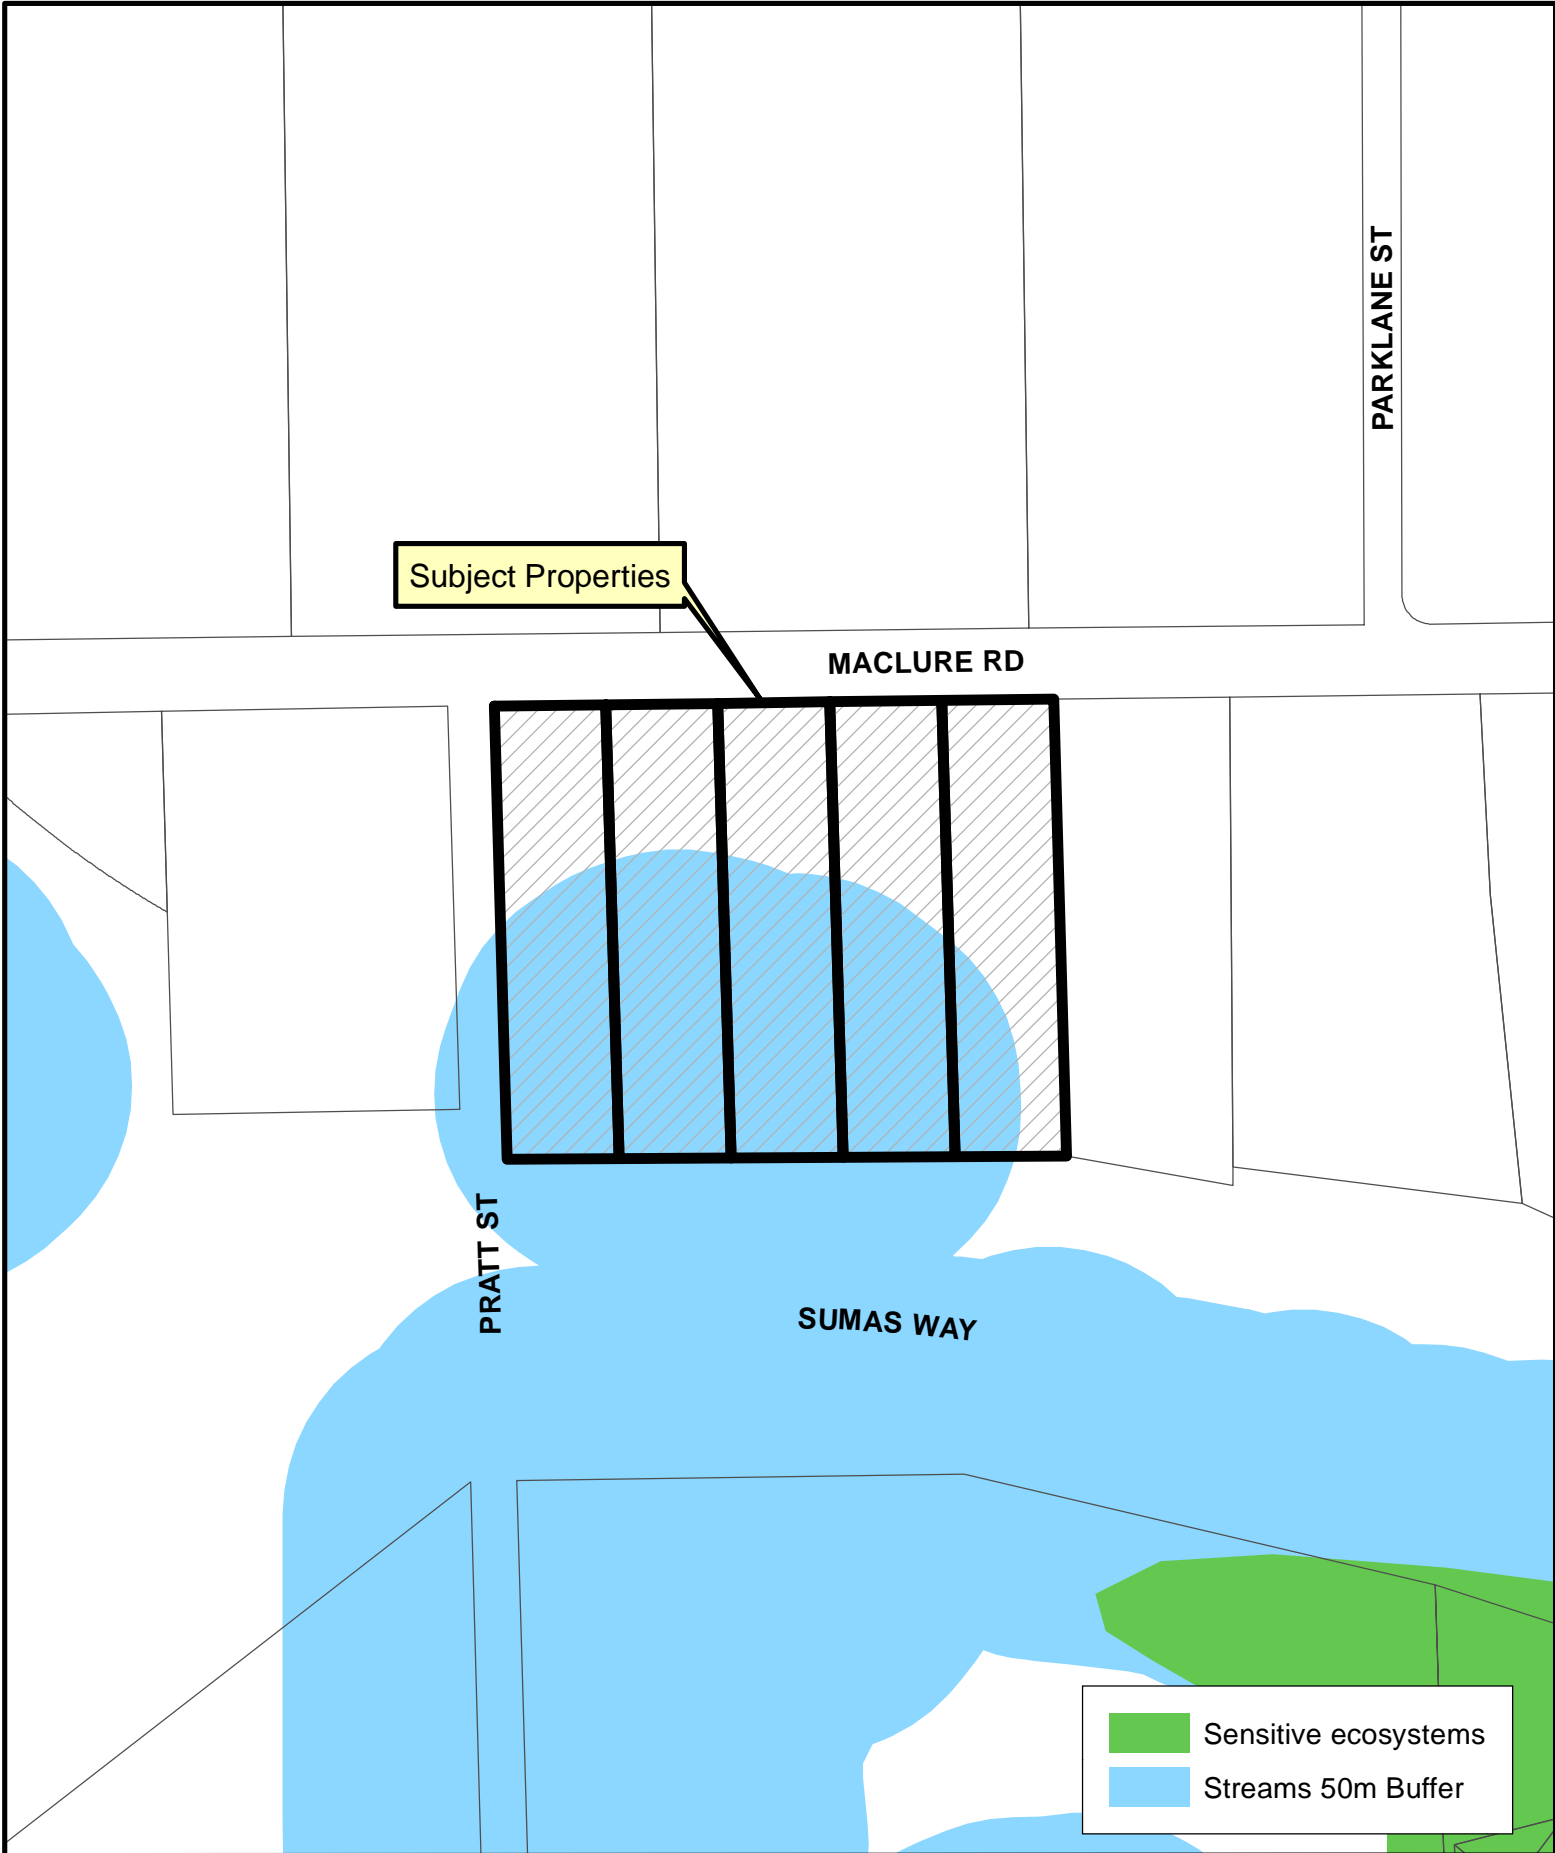 PARKLANE ST
Subject Properties
MACLURE RD
PRATT ST
SUMAS WAY
Sensitive ecosystems
Streams 50m Buffer